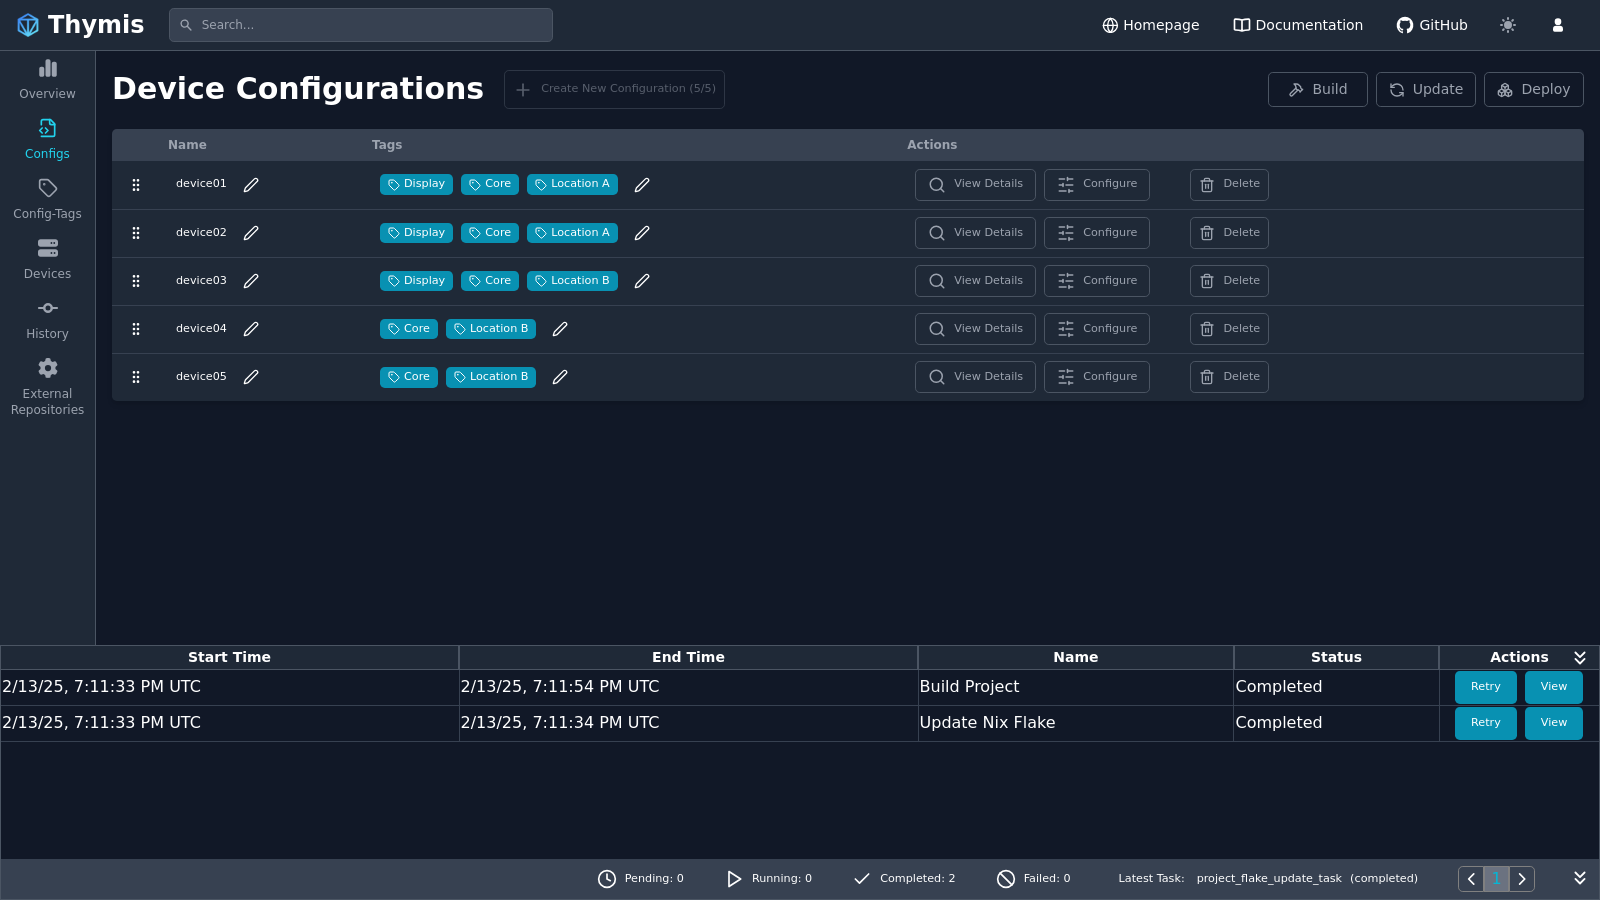 Thymis
Search...
Homepage
Documentation
GitHub
Overview
Configs
Config-Tags
Devices
History
External
Repositories
Device Configurations
Create New Configuration (5/5)
Build
Update
Deploy
Name Tags Actions
device01 Display Core Location A View Details Configure Delete
device02 Display Core Location A View Details Configure Delete
device03 Display Core Location B View Details Configure Delete
device04 Core Location B View Details Configure Delete
device05 Core Location B View Details Configure Delete
Start Time End Time Name Status Actions
2/13/25, 7:11:33 PM UTC 2/13/25, 7:11:54 PM UTC Build Project Completed Retry View
2/13/25, 7:11:33 PM UTC 2/13/25, 7:11:34 PM UTC Update Nix Flake Completed Retry View
Pending: 0 Running: 0 Completed: 2 Failed: 0 Latest Task: project_flake_update_task (completed) 1